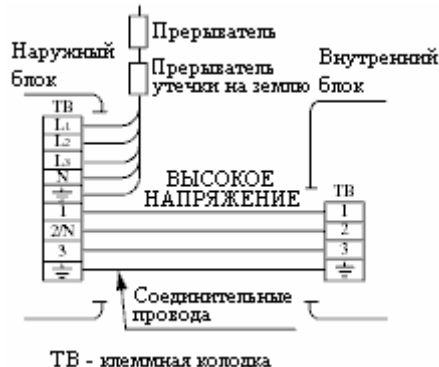 Прерыватель
Наружный блок
Прерыватель утечки на землю
Внутренний блок
ТВ
L1
L2
L3
N
1
2/N
3
ВЫСОКОЕ НАПРЯЖЕНИЕ
ТВ
1
2
3
Соединительные провода
ТВ - клеммная колодка